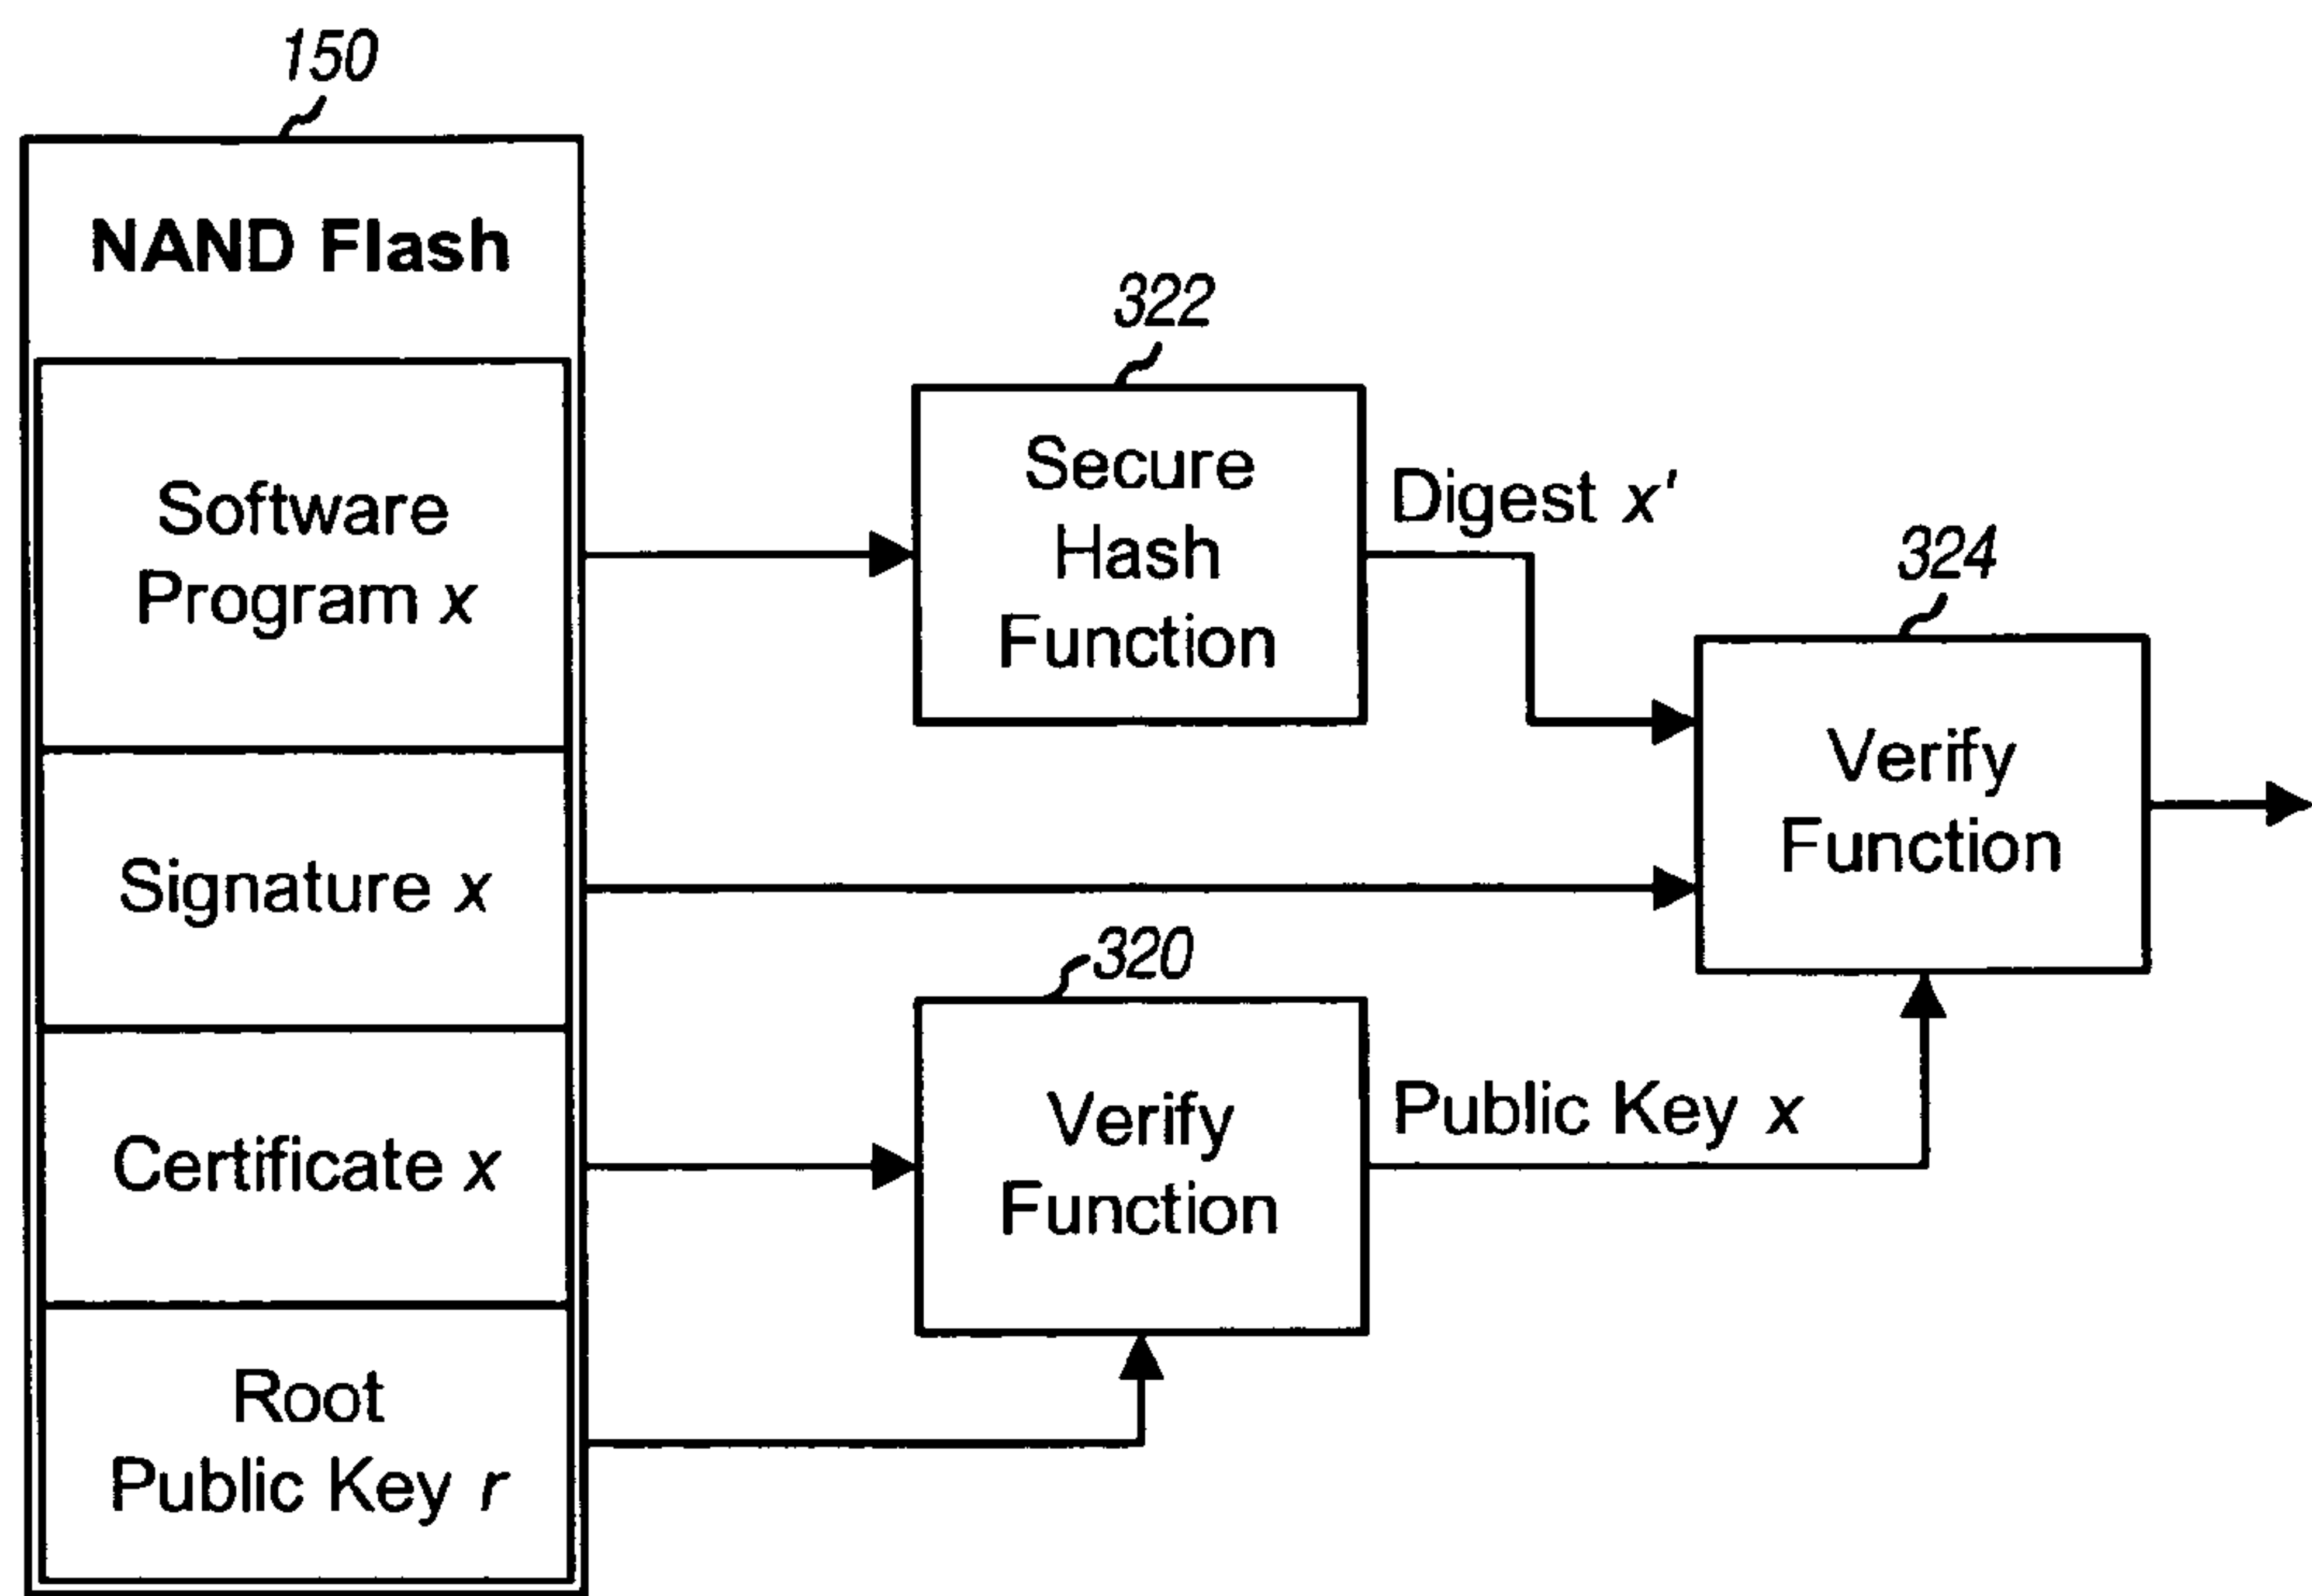 150
NAND Flash
Software
Program x
Signature x
Certificate x
Root
Public Key r
322
Secure
Hash
Function
Digest x'
324
Verify
Function
320
Verify
Function
Public Key x